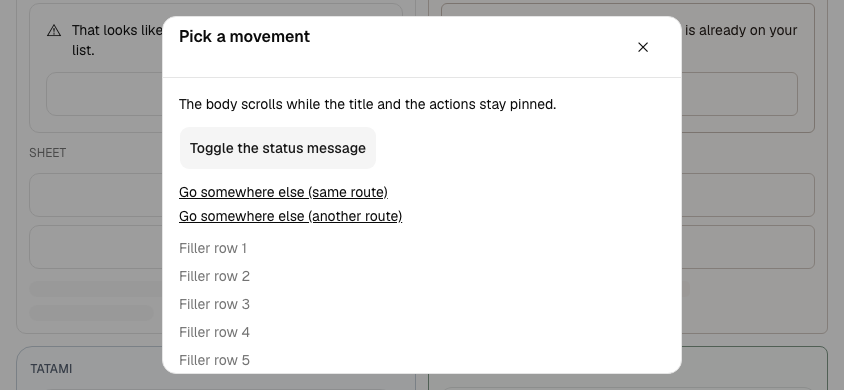 Pick a movement
That looks like
is already on your
list.
The body scrolls while the title and the actions stay pinned.
Toggle the status message
SHEET
Go somewhere else (same route)
Go somewhere else (another route)
Filler row 1
Filler row 2
Filler row 3
Filler row 4
Filler row 5
TATAMI